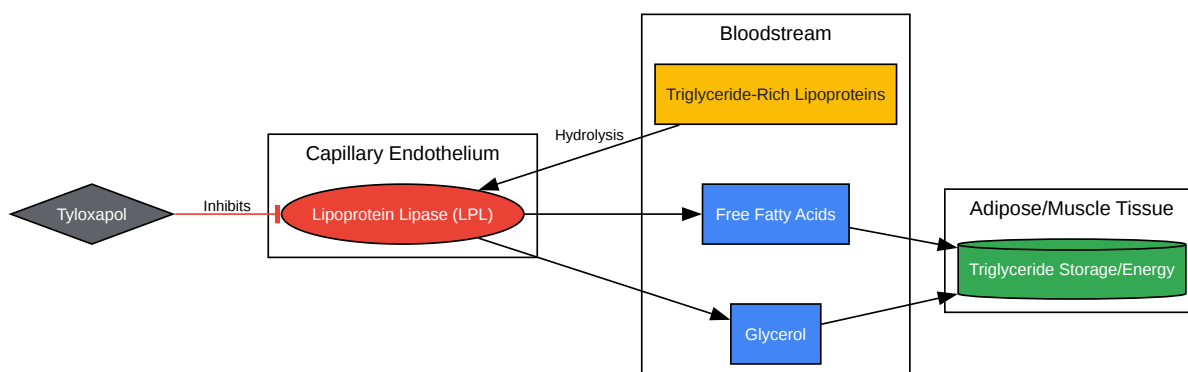 Bloodstream
Triglyceride-Rich Lipoproteins
Hydrolysis
Capillary Endothelium
Tyloxapol
Inhibits
Lipoprotein Lipase (LPL)
Free Fatty Acids
Adipose/Muscle Tissue
Triglyceride Storage/Energy
Glycerol